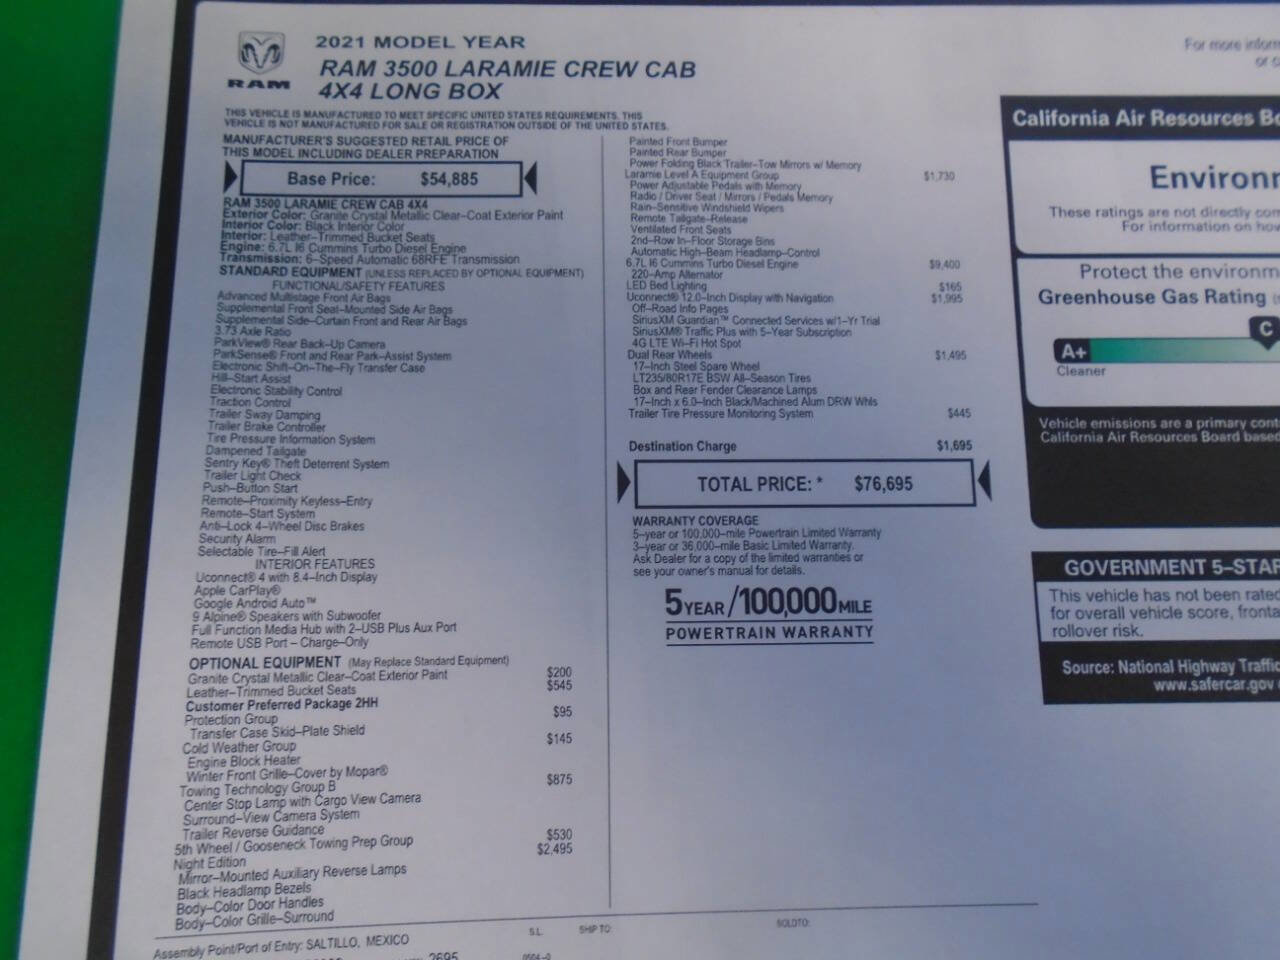 RAM
2021 MODEL YEAR
RAM 3500 LARAMIE CREW CAB
4X4 LONG BOX
THIS VEHICLE IS MANUFACTURED TO MEET SPECIFIC UNITED STATES REQUIREMENTS. THIS
VEHICLE IS NOT MANUFACTURED FOR SALE OR REGISTRATION OUTSIDE OF THE UNITED STATES.
MANUFACTURER'S SUGGESTED RETAIL PRICE OF
THIS MODEL INCLUDING DEALER PREPARATION
Base Price: $54,885
RAM 3500 LARAMIE CREW CAB 4X4
Exterior Color: Granite Crystal Metallic Clear–Coat Exterior Paint
Interior Color: Black Interior Color
Interior: Leather–Trimmed Bucket Seats
Engine: 6.7L I6 Cummins Turbo Diesel Engine
Transmission: 6–Speed Automatic 68RFE Transmission
STANDARD EQUIPMENT (UNLESS REPLACED BY OPTIONAL EQUIPMENT)
FUNCTIONAL/SAFETY FEATURES
Advanced Multistage Front Air Bags
Supplemental Front Seat–Mounted Side Air Bags
Supplemental Side–Curtain Front and Rear Air Bags
3.73 Axle Ratio
ParkView® Rear Back–Up Camera
ParkSense® Front and Rear Park–Assist System
Electronic Shift–On–The–Fly Transfer Case
Hill–Start Assist
Electronic Stability Control
Traction Control
Trailer Sway Damping
Trailer Brake Controller
Tire Pressure Information System
Dampened Tailgate
Sentry Key® Theft Deterrent System
Trailer Light Check
Push–Button Start
Remote–Proximity Keyless–Entry
Remote–Start System
Anti–Lock 4–Wheel Disc Brakes
Security Alarm
Selectable Tire–Fill Alert
INTERIOR FEATURES
Uconnect® 4 with 8.4–Inch Display
Apple CarPlay®
Google Android Auto™
9 Alpine® Speakers with Subwoofer
Full Function Media Hub with 2–USB Plus Aux Port
Remote USB Port – Charge–Only
OPTIONAL EQUIPMENT (May Replace Standard Equipment)
Granite Crystal Metallic Clear–Coat Exterior Paint $200
Leather–Trimmed Bucket Seats $545
Customer Preferred Package 2HH
Protection Group $95
Transfer Case Skid–Plate Shield
Cold Weather Group $145
Engine Block Heater
Winter Front Grille–Cover by Mopar®
Towing Technology Group B $875
Center Stop Lamp with Cargo View Camera
Surround–View Camera System
Trailer Reverse Guidance
5th Wheel / Gooseneck Towing Prep Group $530
Night Edition $2,495
Mirror–Mounted Auxiliary Reverse Lamps
Black Headlamp Bezels
Body–Color Door Handles
Body–Color Grille–Surround
Painted Front Bumper
Painted Rear Bumper
Power Folding Black Trailer–Tow Mirrors w/ Memory
Laramie Level A Equipment Group $1,730
Power Adjustable Pedals with Memory
Radio / Driver Seat / Mirrors / Pedals Memory
Rain–Sensitive Windshield Wipers
Remote Tailgate–Release
Ventilated Front Seats
2nd–Row In–Floor Storage Bins
Automatic High–Beam Headlamp–Control
6.7L I6 Cummins Turbo Diesel Engine $9,400
220–Amp Alternator
LED Bed Lighting $165
Uconnect® 12.0–Inch Display with Navigation $1,995
Off–Road Info Pages
SiriusXM Guardian™ Connected Services w/1–Yr Trial
SiriusXM® Traffic Plus with 5–Year Subscription
4G LTE Wi–Fi Hot Spot
Dual Rear Wheels $1,495
17–Inch Steel Spare Wheel
LT235/80R17E BSW All–Season Tires
Box and Rear Fender Clearance Lamps
17–Inch x 6.0–Inch Black/Machined Alum DRW Whls
Trailer Tire Pressure Monitoring System $445
Destination Charge $1,695
TOTAL PRICE: * $76,695
WARRANTY COVERAGE
5–year or 100,000–mile Powertrain Limited Warranty
3–year or 36,000–mile Basic Limited Warranty.
Ask Dealer for a copy of the limited warranties or
see your owner's manual for details.
5 YEAR/100,000 MILE
POWERTRAIN WARRANTY
For more inform
or c
California Air Resources Bo
Environm
These ratings are not directly com
For information on how
Protect the environm
Greenhouse Gas Rating
C
A+
Cleaner
Vehicle emissions are a primary cont
California Air Resources Board based
GOVERNMENT 5–STAR
This vehicle has not been rated
for overall vehicle score, fronta
rollover risk.
Source: National Highway Traffic
www.safercar.gov
Assembly Point/Port of Entry: SALTILLO, MEXICO
S.L. SHIP TO: SOLD TO:
2695